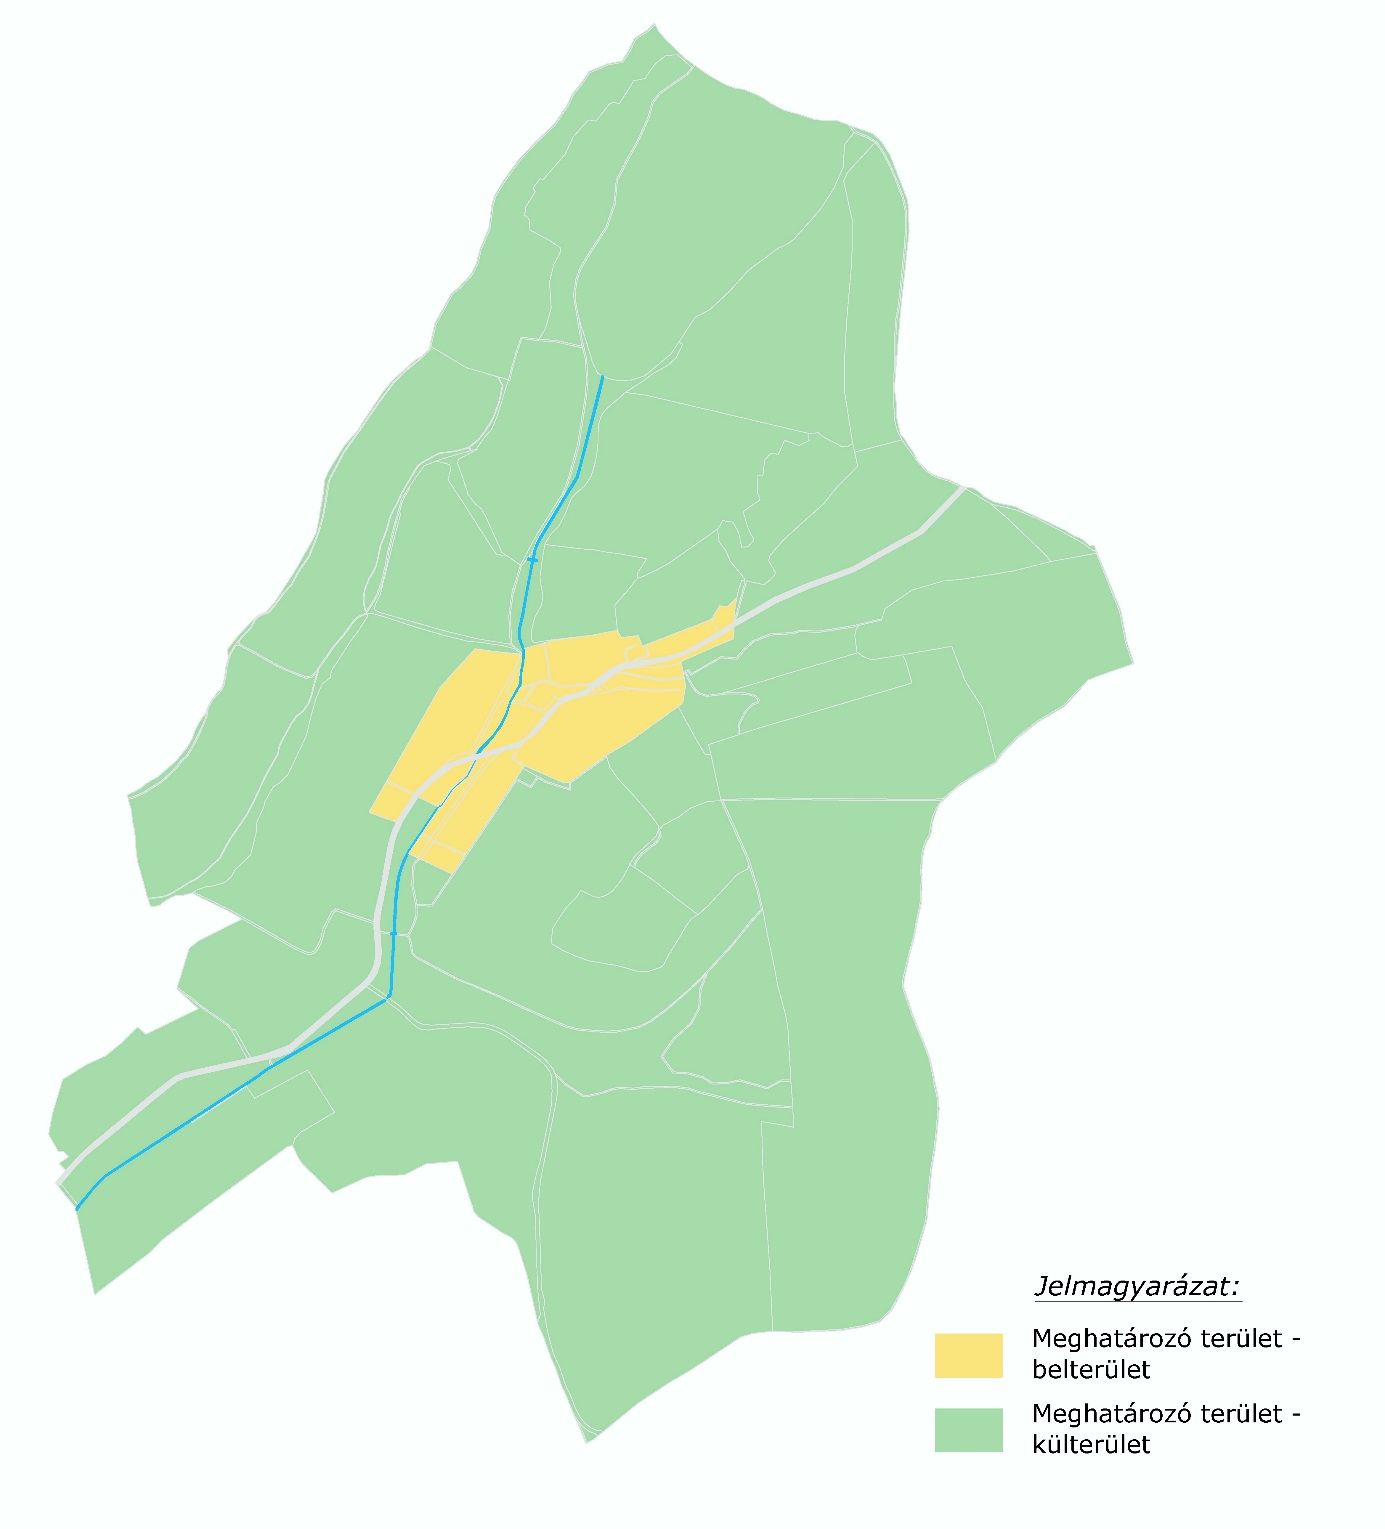 Jelmagyarázat:
Meghatározó terület -
belterület
Meghatározó terület -
külterület